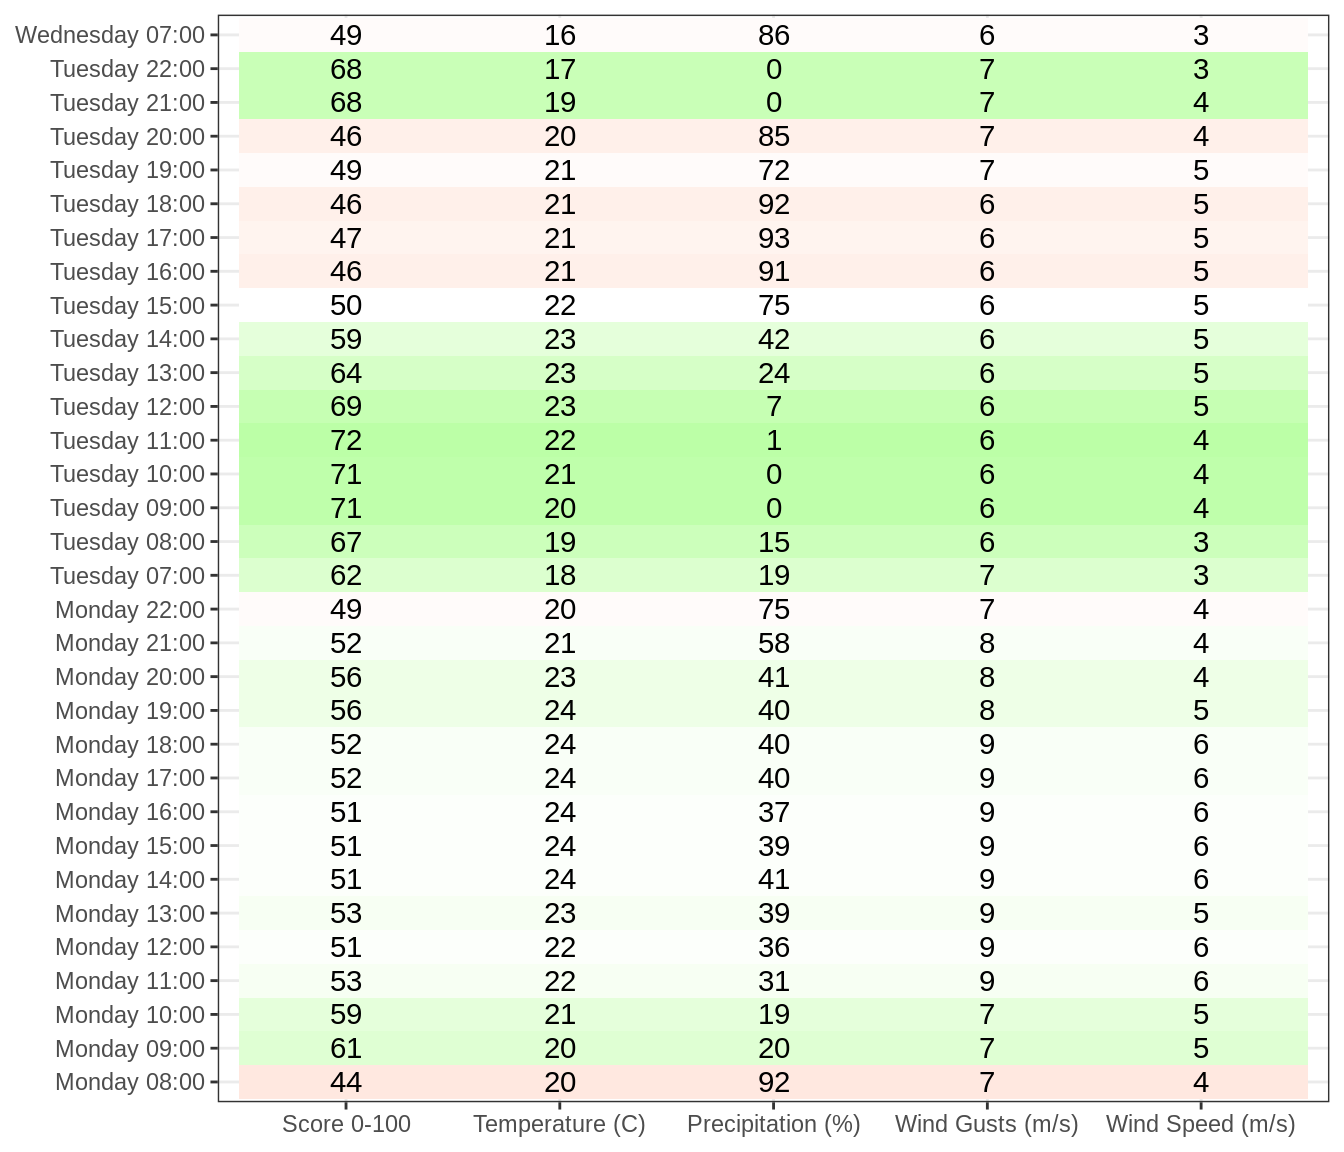 Wednesday 07:00 49 16 86 6 3
Tuesday 22:00 68 17 0 7 3
Tuesday 21:00 68 19 0 7 4
Tuesday 20:00 46 20 85 7 4
Tuesday 19:00 49 21 72 7 5
Tuesday 18:00 46 21 92 6 5
Tuesday 17:00 47 21 93 6 5
Tuesday 16:00 46 21 91 6 5
Tuesday 15:00 50 22 75 6 5
Tuesday 14:00 59 23 42 6 5
Tuesday 13:00 64 23 24 6 5
Tuesday 12:00 69 23 7 6 5
Tuesday 11:00 72 22 1 6 4
Tuesday 10:00 71 21 0 6 4
Tuesday 09:00 71 20 0 6 4
Tuesday 08:00 67 19 15 6 3
Tuesday 07:00 62 18 19 7 3
Monday 22:00 49 20 75 7 4
Monday 21:00 52 21 58 8 4
Monday 20:00 56 23 41 8 4
Monday 19:00 56 24 40 8 5
Monday 18:00 52 24 40 9 6
Monday 17:00 52 24 40 9 6
Monday 16:00 51 24 37 9 6
Monday 15:00 51 24 39 9 6
Monday 14:00 51 24 41 9 6
Monday 13:00 53 23 39 9 5
Monday 12:00 51 22 36 9 6
Monday 11:00 53 22 31 9 6
Monday 10:00 59 21 19 7 5
Monday 09:00 61 20 20 7 5
Monday 08:00 44 20 92 7 4
Score 0-100 Temperature (C) Precipitation (%) Wind Gusts (m/s) Wind Speed (m/s)